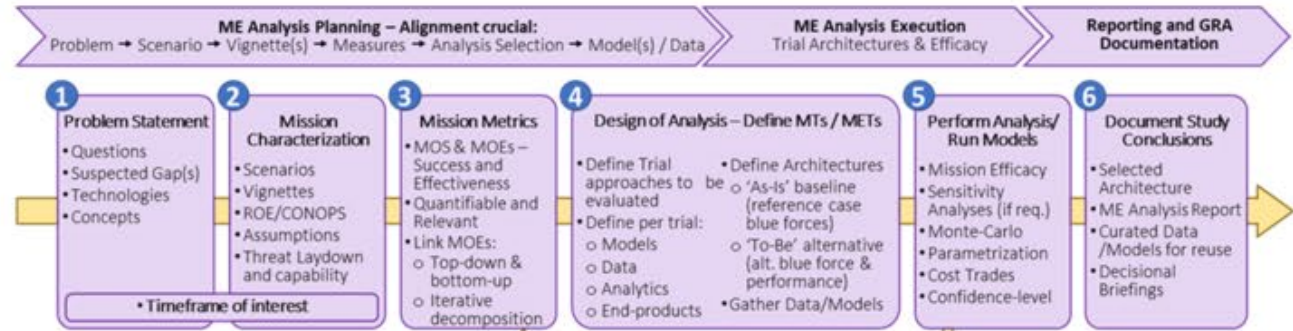 ME Analysis Planning – Alignment crucial:
Problem → Scenario → Vignette(s) → Measures → Analysis Selection → Model(s) / Data
ME Analysis Execution
Trial Architectures & Efficacy
Reporting and GRA
Documentation
1
Problem Statement
• Questions
• Suspected Gap(s)
• Technologies
• Concepts
2
Mission
Characterization
• Scenarios
• Vignettes
• ROE/CONOPS
• Assumptions
• Threat Laydown
and capability
• Timeframe of interest
3
Mission Metrics
• MOS & MOEs –
Success and
Effectiveness
• Quantifiable and
Relevant
• Link MOEs:
o Top-down &
bottom-up
o Iterative
decomposition
4
Design of Analysis – Define MTs / METs
• Define Trial
approaches to be
evaluated
• Define per trial:
o Models
o Data
o Analytics
o End-products
• Define Architectures
o ‘As-Is’ baseline
(reference case
blue forces)
o ‘To-Be’ alternative
(alt. blue force &
performance)
• Gather Data/Models
5
Perform Analysis/
Run Models
• Mission Efficacy
• Sensitivity
Analyses (if req.)
• Monte-Carlo
• Parametrization
• Cost Trades
• Confidence-level
6
Document Study
Conclusions
• Selected
Architecture
• ME Analysis Report
• Curated Data
/Models for reuse
• Decisional
Briefings